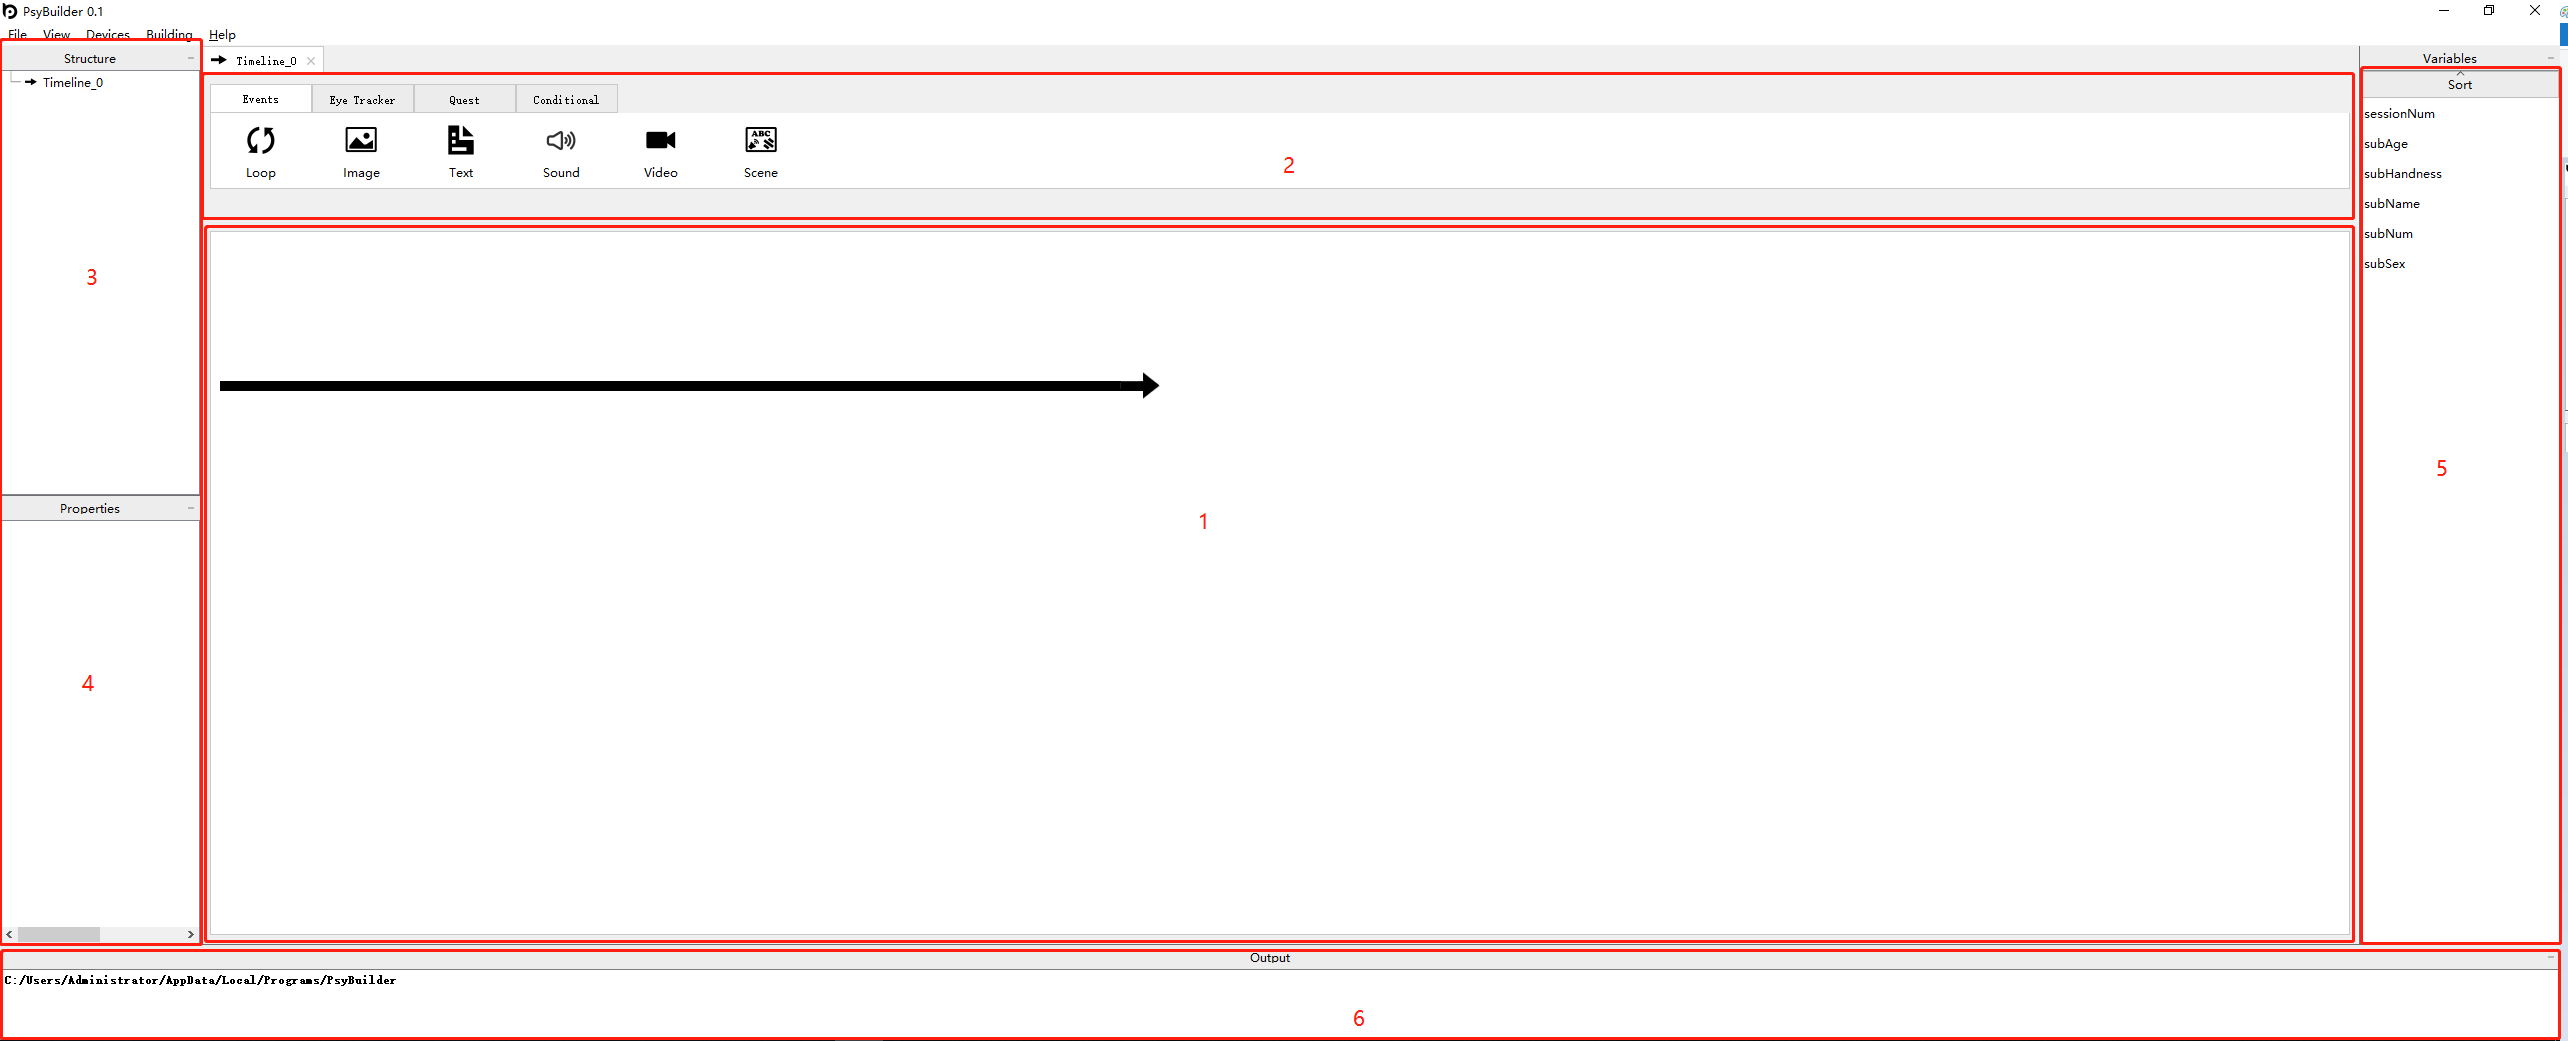 PsyBuilder 0.1
File View Devices Building Help
Structure
Timeline_0
3
Properties
4
Timeline_0
Events Eye Tracker Quest Conditional
Loop Image Text Sound Video Scene
2
1
Variables
Sort
sessionNum
subAge
subHandness
subName
subNum
subSex
5
Output
C:/Users/Administrator/AppData/Local/Programs/PsyBuilder
6